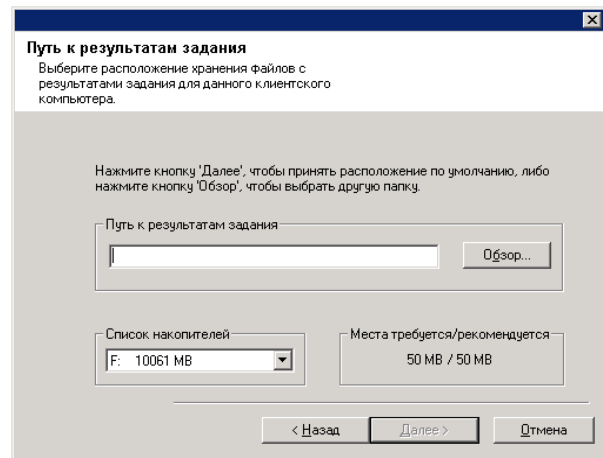 Путь к результатам задания
Выберите расположение хранения файлов с
результатами задания для данного клиентского
компьютера.
Нажмите кнопку 'Далее', чтобы принять расположение по умолчанию, либо
нажмите кнопку 'Обзор', чтобы выбрать другую папку.
Путь к результатам задания
Обзор...
Список накопителей
Места требуется/рекомендуется
F: 10061 MB
50 MB / 50 MB
< Назад
Далее >
Отмена